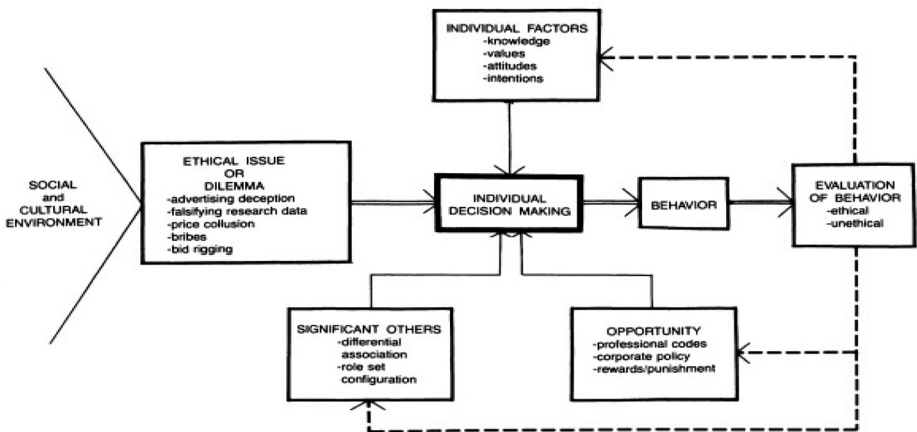 INDIVIDUAL FACTORS
-knowledge
-values
-attitudes
-intentions
SOCIAL
and
CULTURAL
ENVIRONMENT
ETHICAL ISSUE
OR
DILEMMA
-advertising deception
-falsifying research data
-price collusion
-bribes
-bid rigging
INDIVIDUAL
DECISION MAKING
BEHAVIOR
EVALUATION
OF BEHAVIOR
-ethical
-unethical
SIGNIFICANT OTHERS
-differential
association
-role set
configuration
OPPORTUNITY
-professional codes
-corporate policy
-rewards/punishment